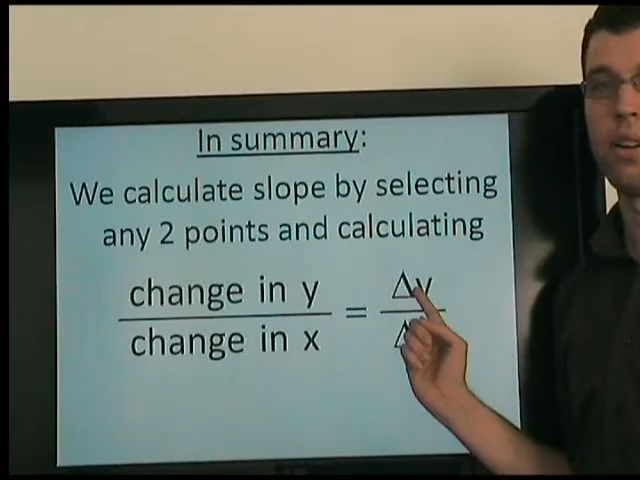 In summary:
We calculate slope by selecting
any 2 points and calculating
change in y = Δy
change in x Δ